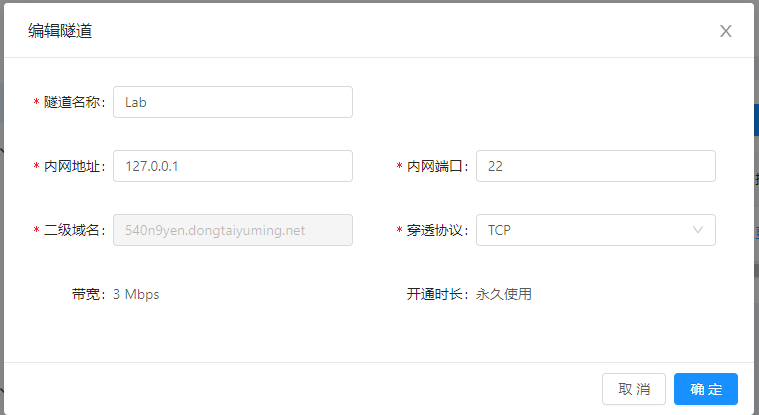 编辑隧道
* 隧道名称: Lab
* 内网地址: 127.0.0.1 * 内网端口: 22
* 二级域名: 540n9yen.dongtaiyuming.net * 穿透协议: TCP
带宽: 3 Mbps 开通时长: 永久使用
取 消 确 定